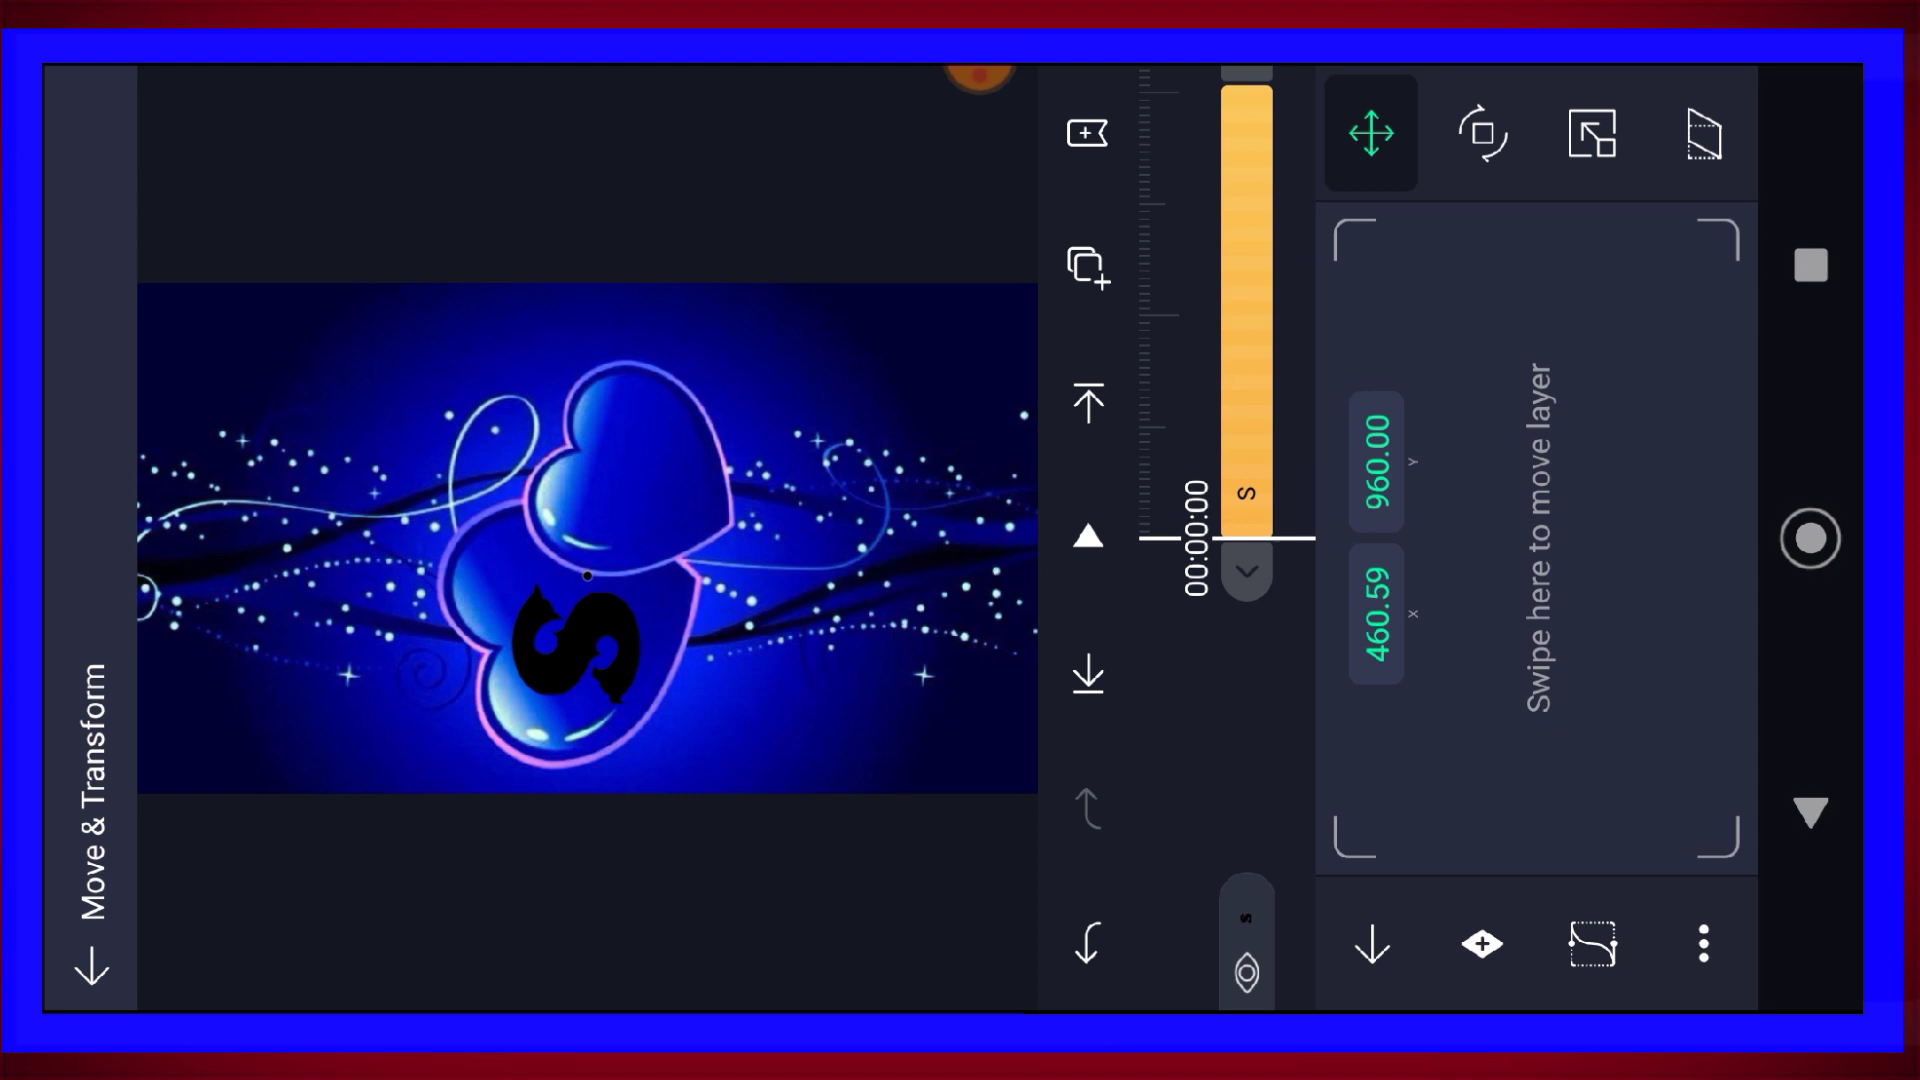 Move & Transform
S
00:00:00
S
s
460.59
960.00
X
Y
Swipe here to move layer